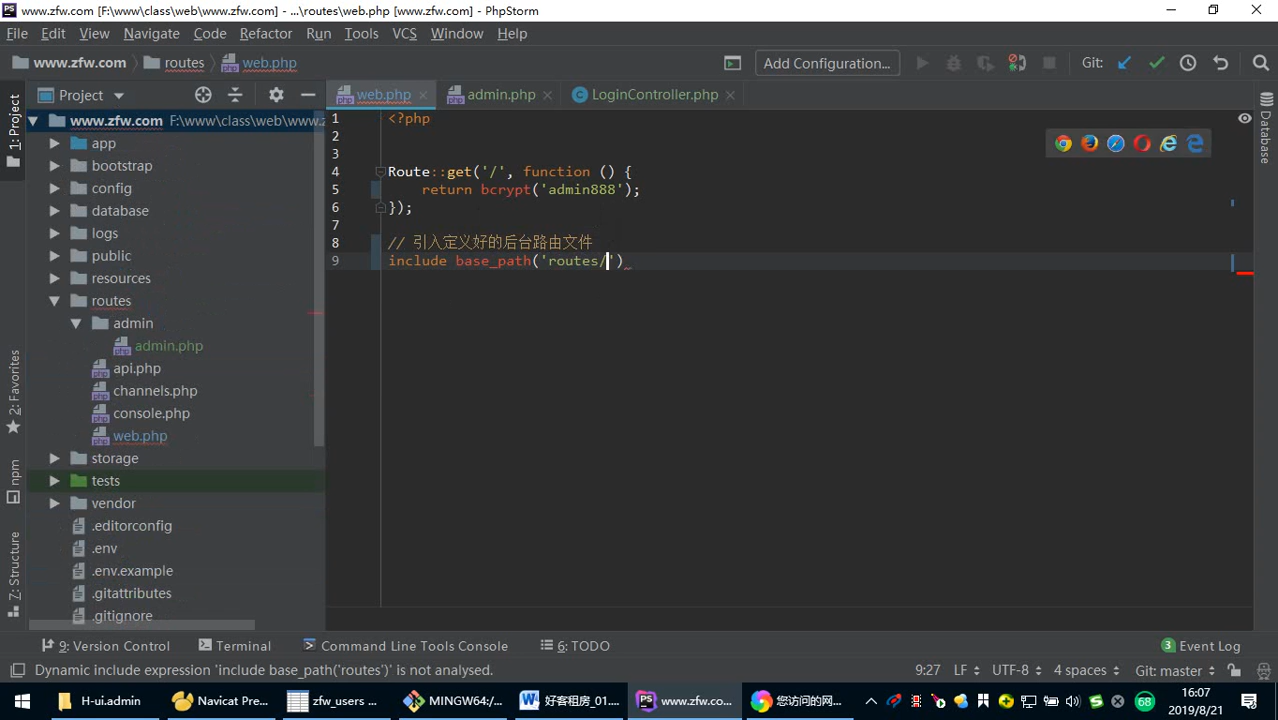 www.zfw.com [F:\www\class\web\www.zfw.com] - ...\routes\web.php [www.zfw.com] - PhpStorm
File Edit View Navigate Code Refactor Run Tools VCS Window Help
www.zfw.com routes web.php Add Configuration... Git:
Project web.php admin.php LoginController.php
1: Project
2: Favorites
npm
7: Structure
Database
www.zfw.com F:\www\class\web\www.z
app
bootstrap
config
database
logs
public
resources
routes
admin
admin.php
api.php
channels.php
console.php
web.php
storage
tests
vendor
.editorconfig
.env
.env.example
.gitattributes
.gitignore
1 <?php
2
3
4 Route::get('/', function () {
5 return bcrypt('admin888');
6 });
7
8 // 引入定义好的后台路由文件
9 include base_path('routes/')
9: Version Control Terminal Command Line Tools Console 6: TODO 3 Event Log
Dynamic include expression 'include base_path('routes')' is not analysed. 9:27 LF UTF-8 4 spaces Git: master
H-ui.admin Navicat Pre... zfw_users ... MINGW64:/... 好客租房_01.... www.zfw.co... 您访问的网... 68 16:07
2019/8/21